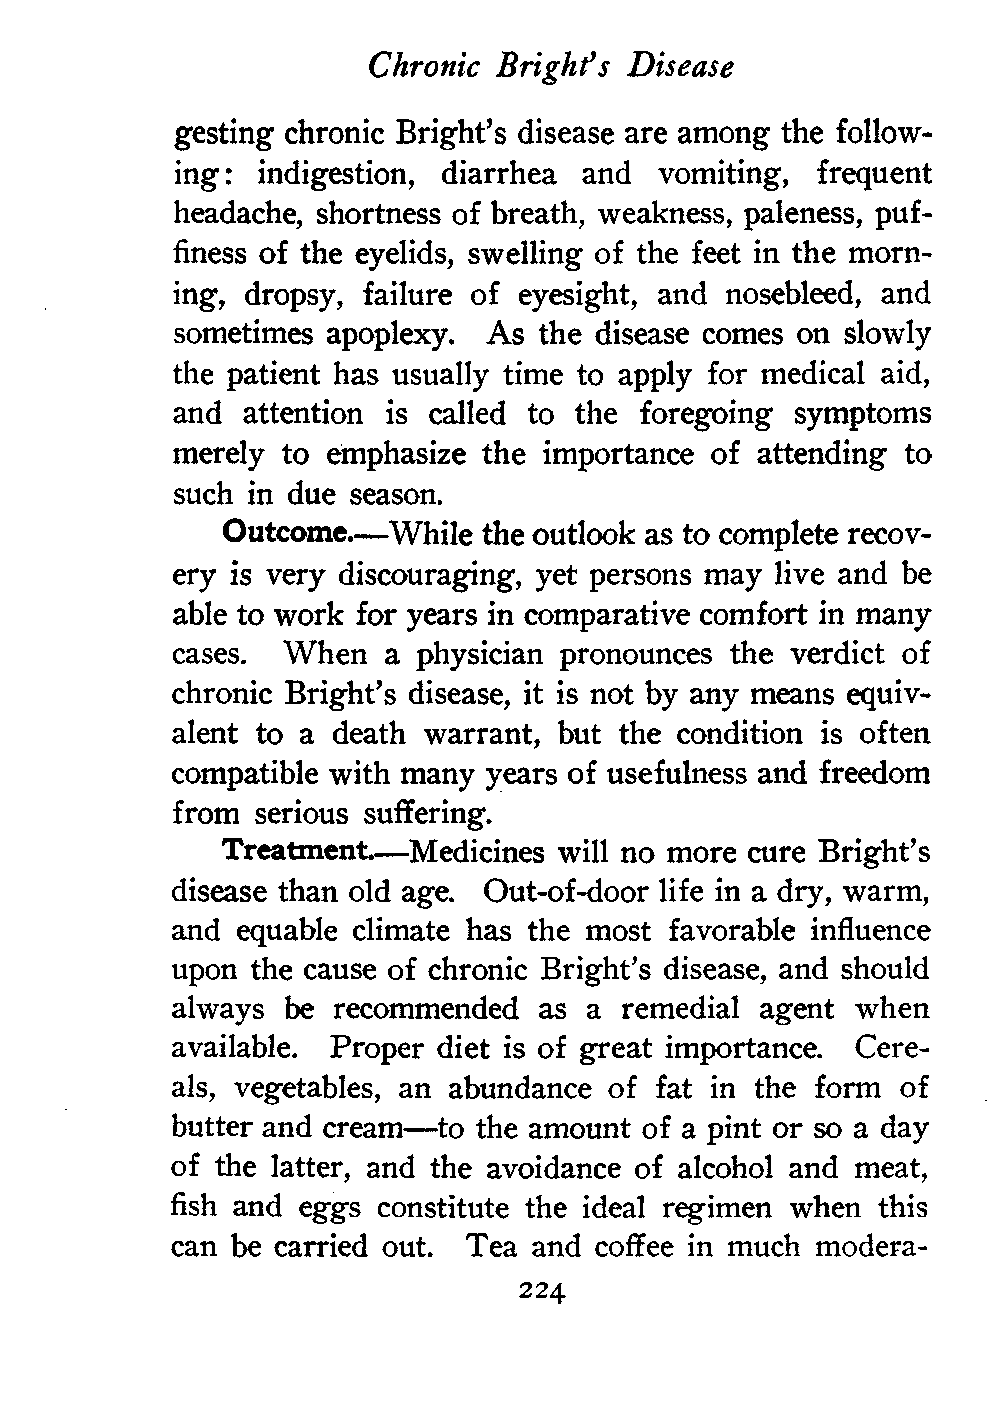 Chronic Bright's Disease
gesting chronic Bright's disease are among the follow-
ing: indigestion, diarrhea and vomiting, frequent
headache, shortness of breath, weakness, paleness, puf-
finess of the eyelids, swelling of the feet in the morn-
ing, dropsy, failure of eyesight, and nosebleed, and
sometimes apoplexy. As the disease comes on slowly
the patient has usually time to apply for medical aid,
and attention is called to the foregoing symptoms
merely to emphasize the importance of attending to
such in due season.
Outcome.—While the outlook as to complete recov-
ery is very discouraging, yet persons may live and be
able to work for years in comparative comfort in many
cases. When a physician pronounces the verdict of
chronic Bright's disease, it is not by any means equiv-
alent to a death warrant, but the condition is often
compatible with many years of usefulness and freedom
from serious suffering.
Treatment.—Medicines will no more cure Bright's
disease than old age. Out-of-door life in a dry, warm,
and equable climate has the most favorable influence
upon the cause of chronic Bright's disease, and should
always be recommended as a remedial agent when
available. Proper diet is of great importance. Cere-
als, vegetables, an abundance of fat in the form of
butter and cream—to the amount of a pint or so a day
of the latter, and the avoidance of alcohol and meat,
fish and eggs constitute the ideal regimen when this
can be carried out. Tea and coffee in much modera-
224